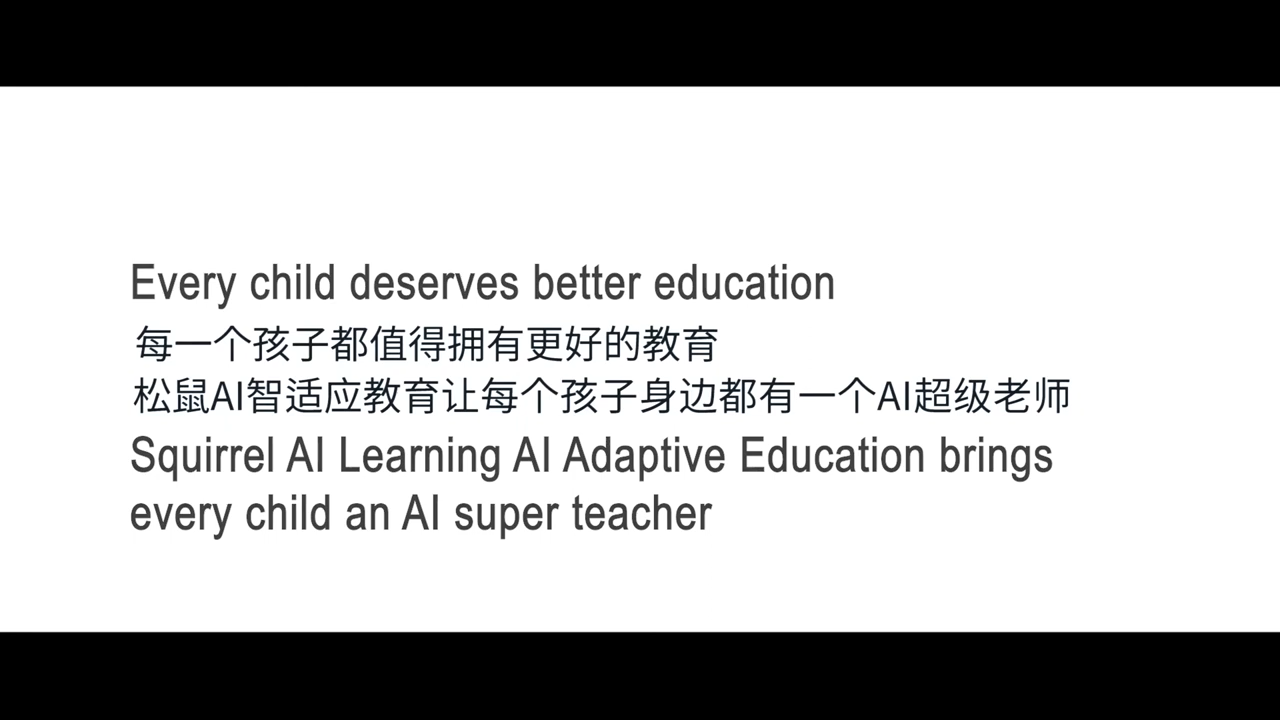 Every child deserves better education
每一个孩子都值得拥有更好的教育
松鼠AI智适应教育让每个孩子身边都有一个AI超级老师
Squirrel AI Learning AI Adaptive Education brings
every child an AI super teacher